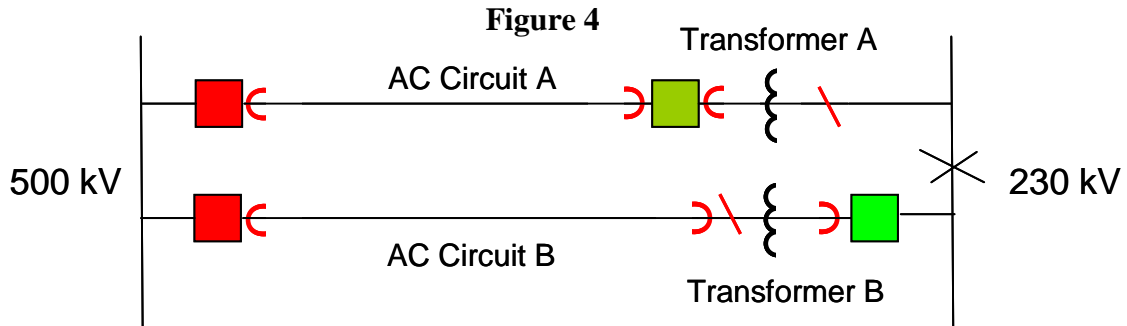 Figure 4
Transformer A
AC Circuit A
500 kV
230 kV
AC Circuit B
Transformer B